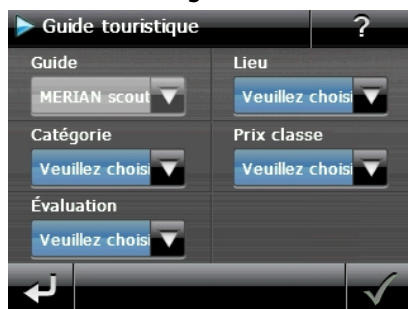 Guide touristique ?
Guide Lieu
MERIAN scout Veuillez choisi
Catégorie Prix classe
Veuillez choisi Veuillez choisi
Évaluation
Veuillez choisi